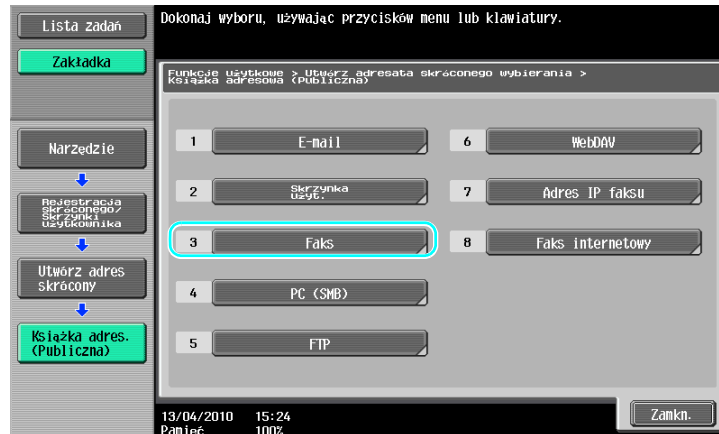 Lista zadań
Zakładka
Dokonaj wyboru, używając przycisków menu lub klawiatury.
Funkcje użytkowe > Utwórz adresata skróconego wybierania >
Książka adresowa (Publiczna)
Narzędzie
Rejestracja
skróconego/
Skrzynki
użytkownika
Utwórz adres
skrócony
Książka adres.
(Publiczna)
1 E-mail
2 Skrzynka
użyt.
3 Faks
4 PC (SMB)
5 FTP
6 WebDAV
7 Adres IP faksu
8 Faks internetowy
13/04/2010 15:24
Pamięć 100%
Zamkn.